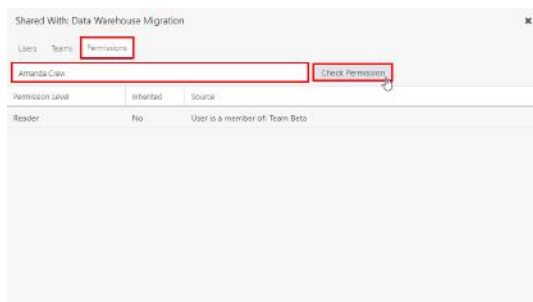 Shared With: Data Warehouse Migration
Users Teams Permissions
Amanda Crew Check Permission
Permission Level Inherited Source
Reader No User is a member of: Team Beta